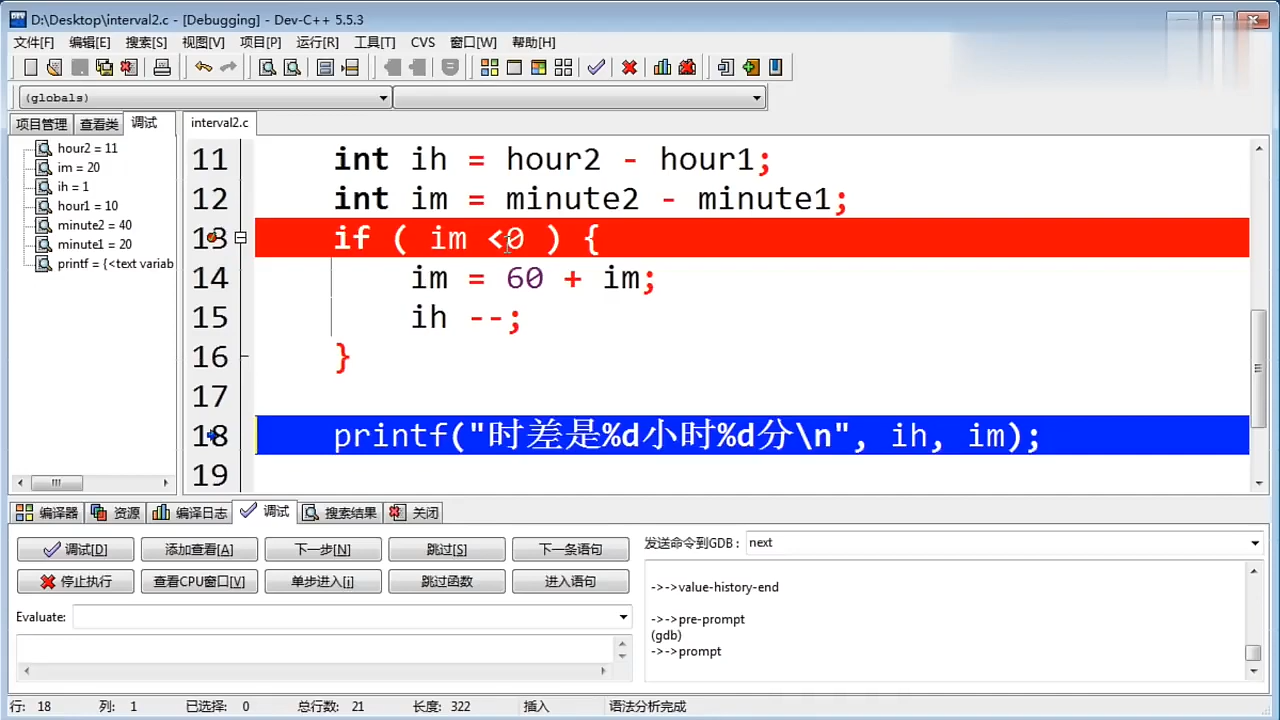 D:\Desktop\interval2.c - [Debugging] - Dev-C++ 5.5.3
文件[F] 编辑[E] 搜索[S] 视图[V] 项目[P] 运行[R] 工具[T] CVS 窗口[W] 帮助[H]
(globals)
项目管理 查看类 调试
interval2.c
hour2 = 11
im = 20
ih = 1
hour1 = 10
minute2 = 40
minute1 = 20
printf = {<text variab
11 int ih = hour2 - hour1;
12 int im = minute2 - minute1;
13 if ( im <0 ) {
14 im = 60 + im;
15 ih --;
16 }
17
18 printf("时差是%d小时%d分\n", ih, im);
19
编译器 资源 编译日志 调试 搜索结果 关闭
调试[D] 添加查看[A] 下一步[N] 跳过[S] 下一条语句
停止执行 查看CPU窗口[V] 单步进入[i] 跳过函数 进入语句
Evaluate:
发送命令到GDB： next
->->value-history-end
->->pre-prompt
(gdb)
->->prompt
行: 18 列: 1 已选择: 0 总行数: 21 长度: 322 插入 语法分析完成